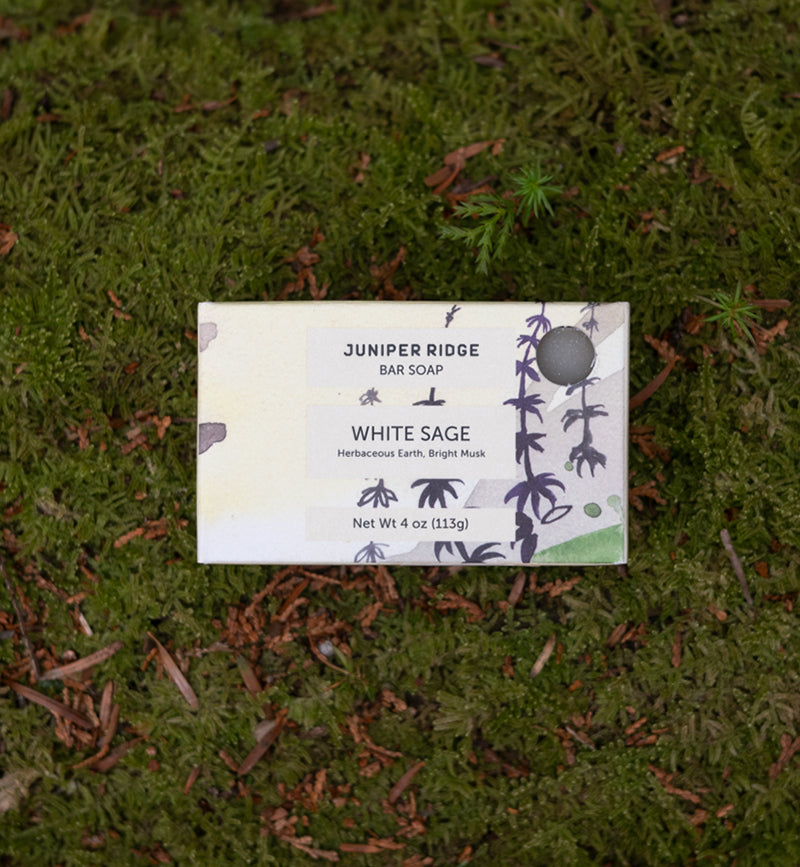 JUNIPER RIDGE
BAR SOAP
WHITE SAGE
Herbaceous Earth, Bright Musk
Net Wt 4 oz (113g)